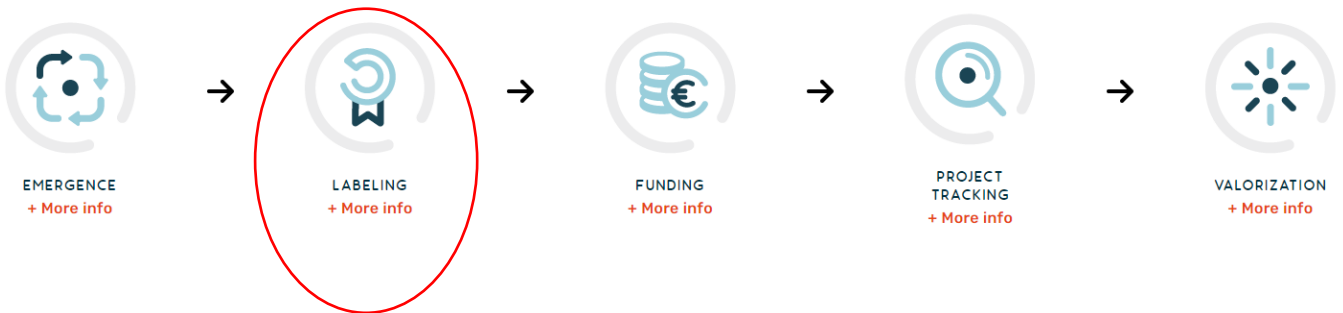 EMERGENCE
+ More info
LABELING
+ More info
€
FUNDING
+ More info
PROJECT
TRACKING
+ More info
VALORIZATION
+ More info